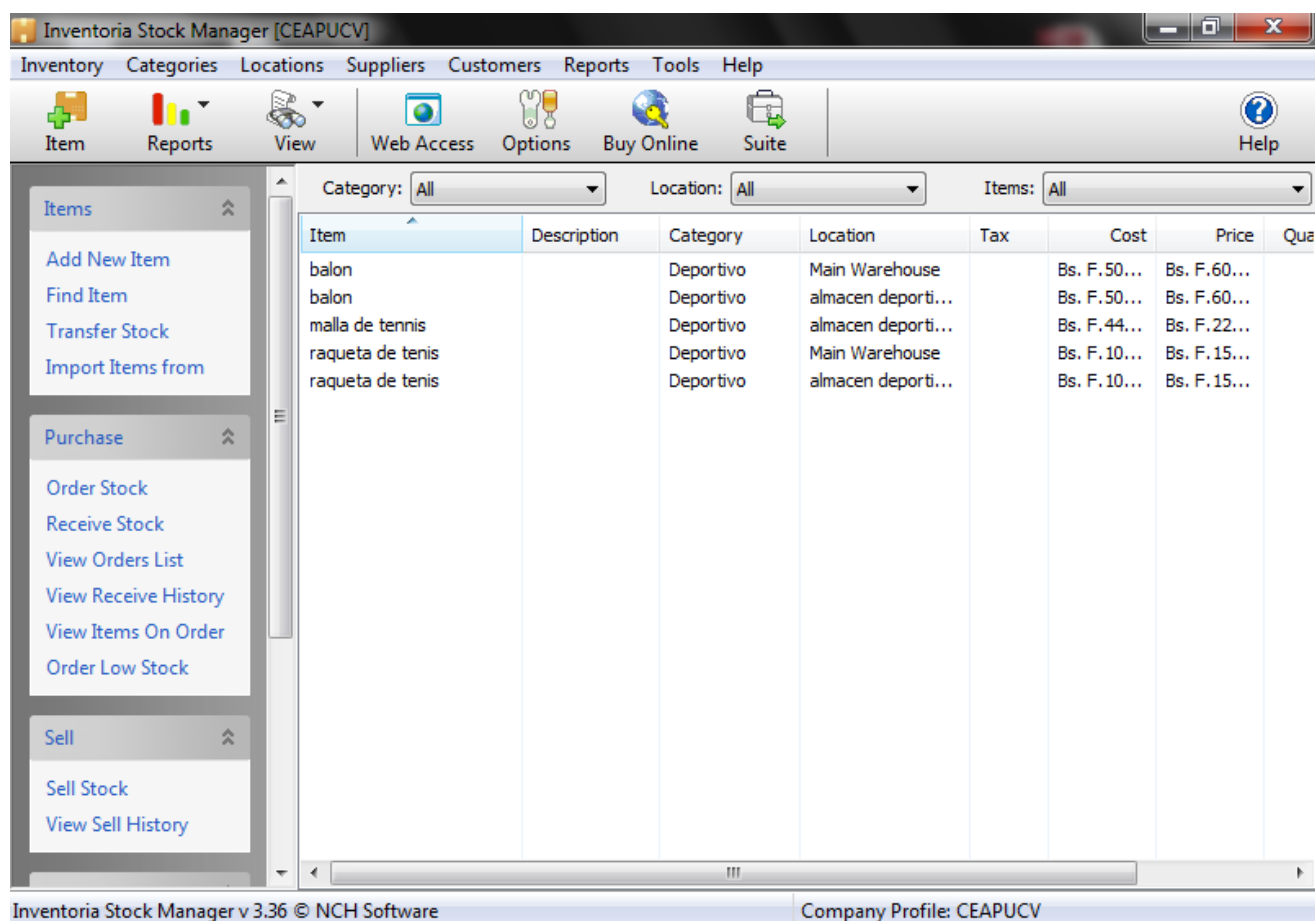 Inventoria Stock Manager [CEAPUCV]
Inventory Categories Locations Suppliers Customers Reports Tools Help
Item Reports View Web Access Options Buy Online Suite Help
Category: All Location: All Items: All
Items
Add New Item
Find Item
Transfer Stock
Import Items from
Purchase
Order Stock
Receive Stock
View Orders List
View Receive History
View Items On Order
Order Low Stock
Sell
Sell Stock
View Sell History
Item Description Category Location Tax Cost Price Qua
balon Deportivo Main Warehouse Bs. F.50... Bs. F.60...
balon Deportivo almacen deporti... Bs. F.50... Bs. F.60...
malla de tennis Deportivo almacen deporti... Bs. F.44... Bs. F.22...
raqueta de tenis Deportivo Main Warehouse Bs. F.10... Bs. F.15...
raqueta de tenis Deportivo almacen deporti... Bs. F.10... Bs. F.15...
Inventoria Stock Manager v 3.36 © NCH Software Company Profile: CEAPUCV